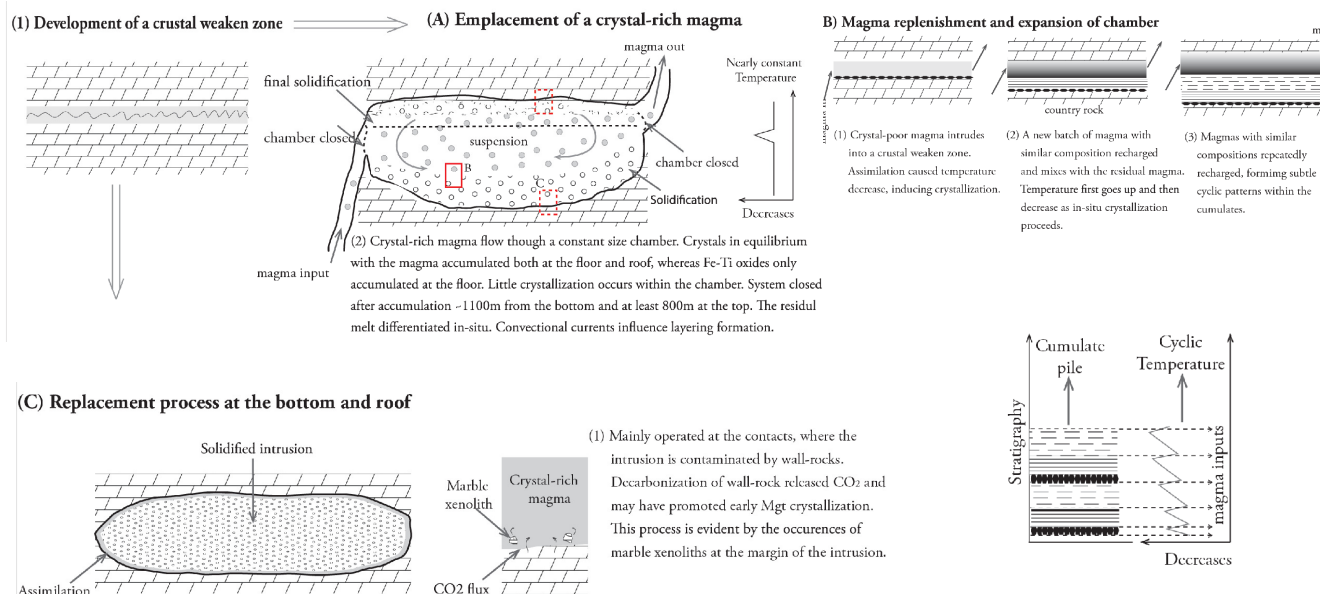 (1) Development of a crustal weaken zone
(A) Emplacement of a crystal-rich magma
magma out
final solidification
chamber closed
suspension
B
C
chamber closed
Solidification
magma input
Nearly constant
Temperature
Decreases
(2) Crystal-rich magma flow though a constant size chamber. Crystals in equilibrium
with the magma accumulated both at the floor and roof, whereas Fe-Ti oxides only
accumulated at the floor. Little crystallization occurs within the chamber. System closed
after accumulation ~1100m from the bottom and at least 800m at the top. The residul
melt differentiated in-situ. Convectional currents influence layering formation.
B) Magma replenishment and expansion of chamber
m
country rock
(1) Crystal-poor magma intrudes
into a crustal weaken zone.
Assimilation caused temperature
decrease, inducing crystallization.
(2) A new batch of magma with
similar composition recharged
and mixes with the residual magma.
Temperature first goes up and then
decrease as in-situ crystallization
proceeds.
(3) Magmas with similar
compositions repeatedly
recharged, forming subtle
cyclic patterns within the
cumulates.
Cumulate
pile
Cyclic
Temperature
Stratigraphy
magma inputs
Decreases
(C) Replacement process at the bottom and roof
Solidified intrusion
Assimilation
Marble
xenolith
Crystal-rich
magma
CO2 flux
(1) Mainly operated at the contacts, where the
intrusion is contaminated by wall-rocks.
Decarbonization of wall-rock released CO2 and
may have promoted early Mgt crystallization.
This process is evident by the occurences of
marble xenoliths at the margin of the intrusion.